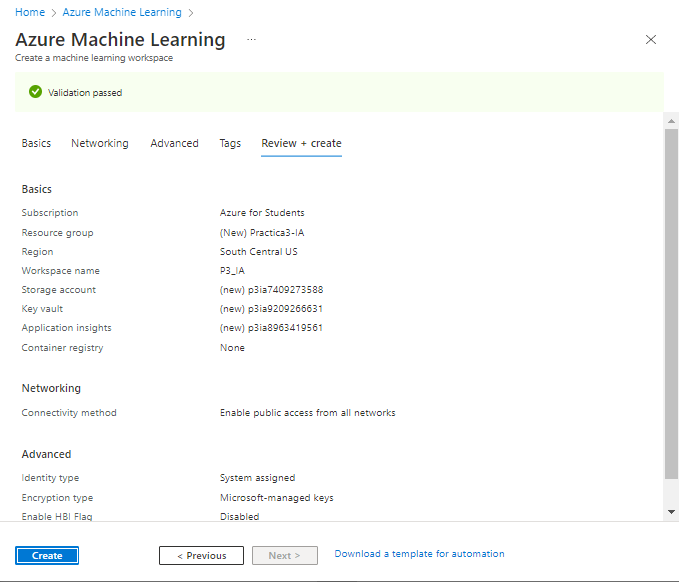 Home > Azure Machine Learning >
Azure Machine Learning ...
Create a machine learning workspace
Validation passed
Basics Networking Advanced Tags Review + create
Basics
Subscription Azure for Students
Resource group (New) Practica3-IA
Region South Central US
Workspace name P3_IA
Storage account (new) p3ia7409273588
Key vault (new) p3ia9209266631
Application insights (new) p3ia8963419561
Container registry None
Networking
Connectivity method Enable public access from all networks
Advanced
Identity type System assigned
Encryption type Microsoft-managed keys
Enable HBI Flag Disabled
Create < Previous Next > Download a template for automation